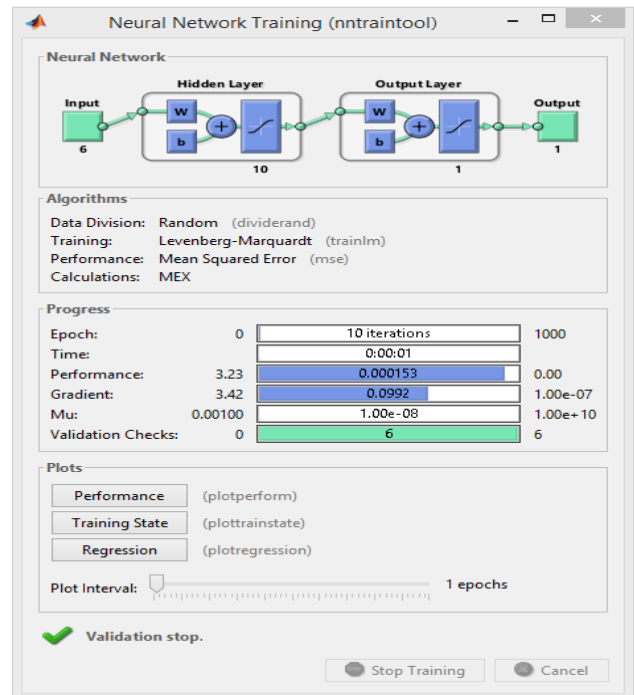 Neural Network Training (nntraintool)
Neural Network
Hidden Layer
Output Layer
Input
W
b
+
W
b
+
Output
6
10
1
1
Algorithms
Data Division: Random (dividerand)
Training: Levenberg-Marquardt (trainlm)
Performance: Mean Squared Error (mse)
Calculations: MEX
Progress
Epoch: 0 10 iterations 1000
Time: 0:00:01
Performance: 3.23 0.000153 0.00
Gradient: 3.42 0.0992 1.00e-07
Mu: 0.00100 1.00e-08 1.00e+10
Validation Checks: 0 6 6
Plots
Performance (plotperform)
Training State (plottrainstate)
Regression (plotregression)
Plot Interval: 1 epochs
Validation stop.
Stop Training Cancel